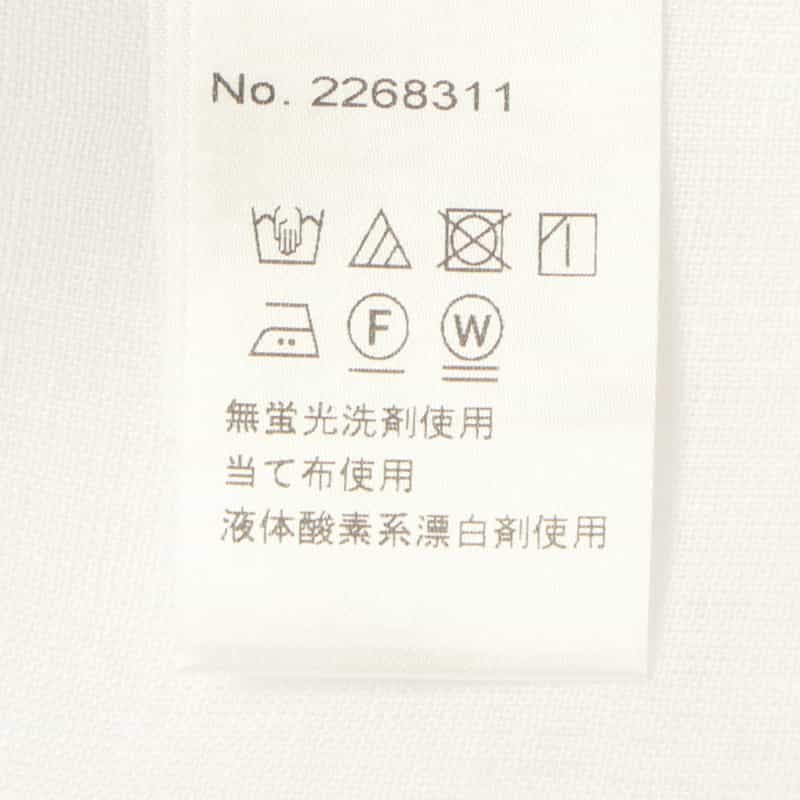 No. 2268311
F W
無蛍光洗剤使用
当て布使用
液体酸素系漂白剤使用